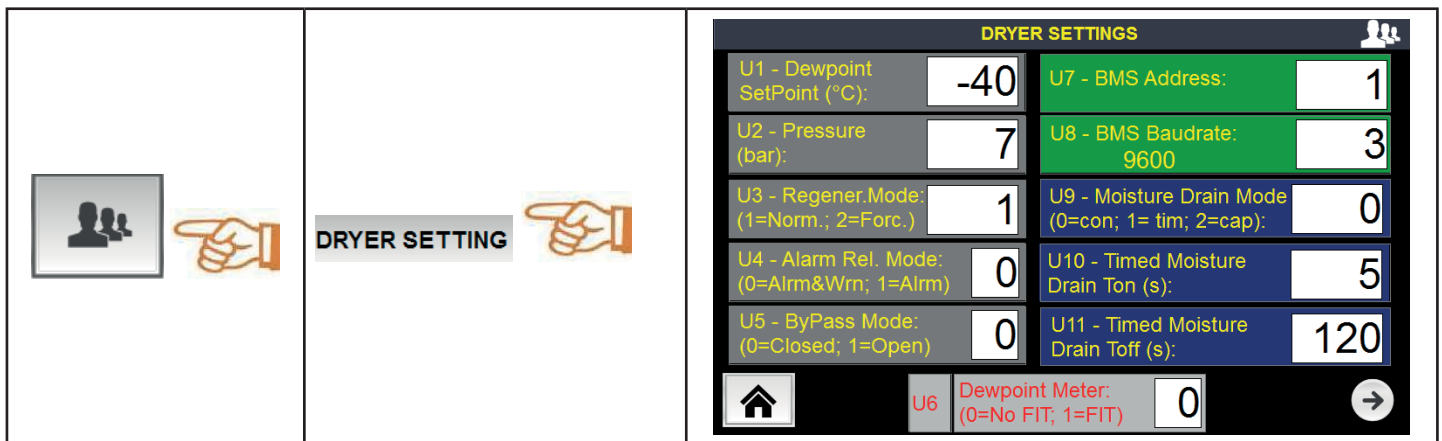 DRYER SETTING
DRYER SETTINGS
U1 - Dewpoint
SetPoint (°C):
-40
U2 - Pressure
(bar):
7
U3 - Regener.Mode:
(1=Norm.; 2=Forc.)
1
U4 - Alarm Rel. Mode:
(0=Alrm&Wrn; 1=Alrm)
0
U5 - ByPass Mode:
(0=Closed; 1=Open)
0
U7 - BMS Address:
1
U8 - BMS Baudrate:
9600
3
U9 - Moisture Drain Mode
(0=con; 1= tim; 2=cap):
0
U10 - Timed Moisture
Drain Ton (s):
5
U11 - Timed Moisture
Drain Toff (s):
120
U6
Dewpoint Meter:
(0=No FIT; 1=FIT)
0